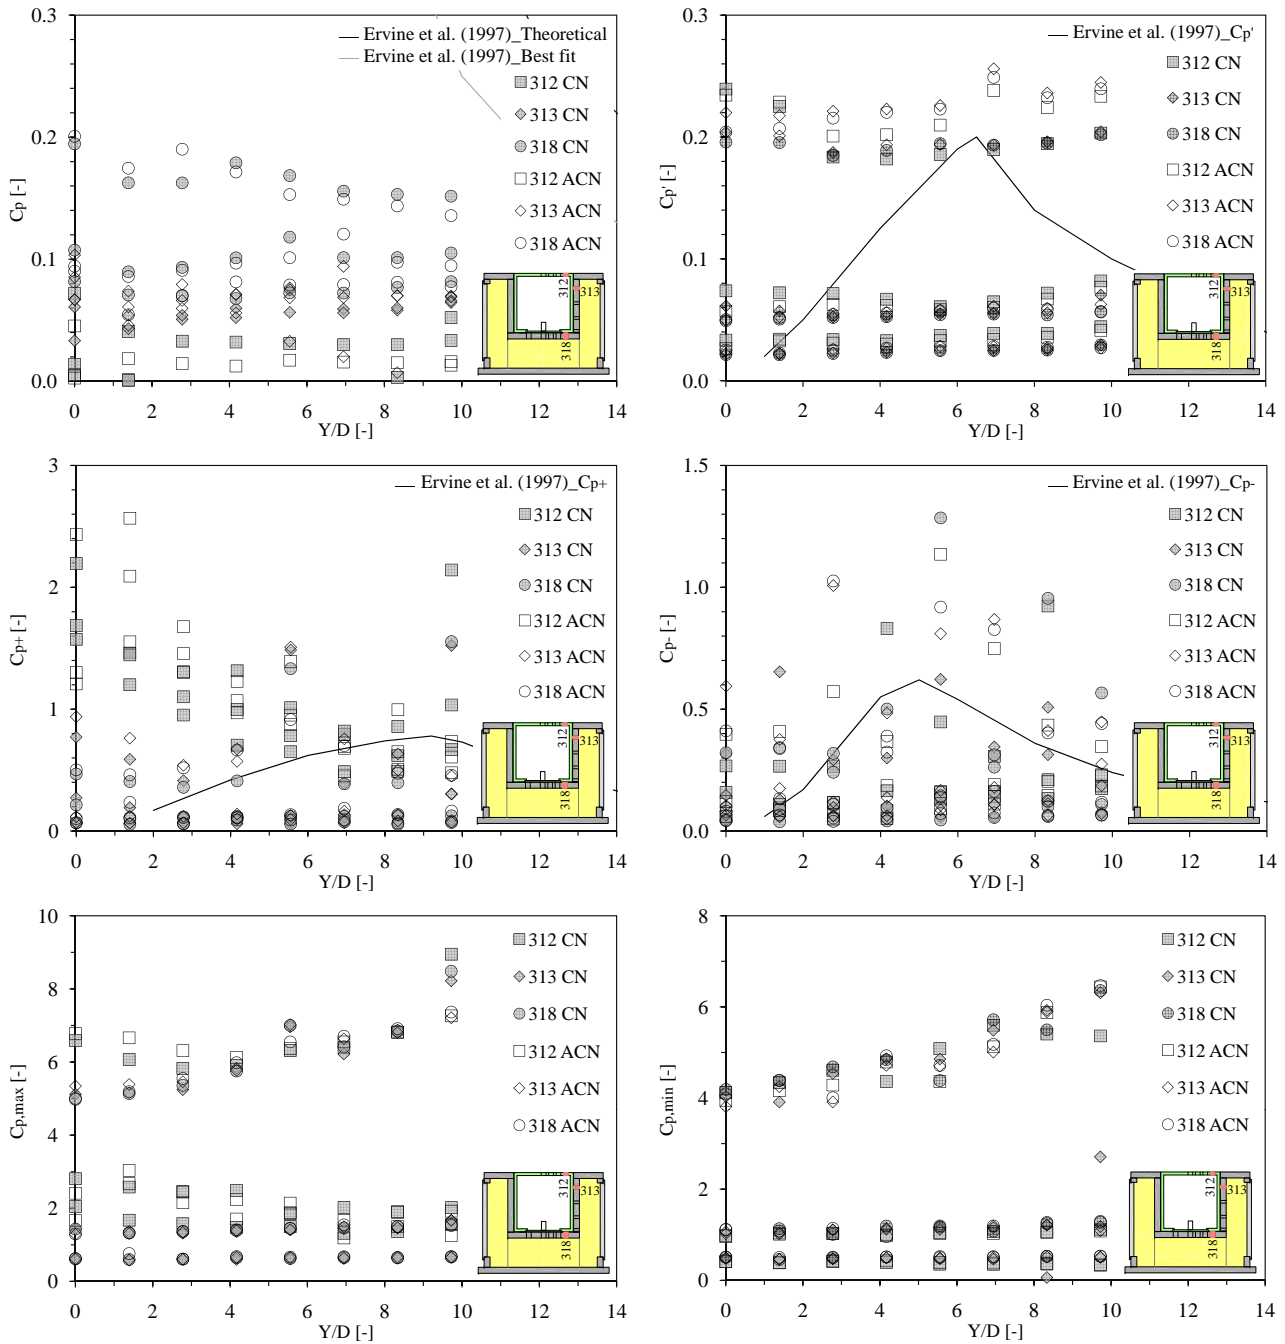 0.3
0.2
0.1
0.0
Cp [-]
0 2 4 6 8 10 12 14
Y/D [-]
Ervine et al. (1997)_Theoretical
Ervine et al. (1997)_Best fit
312 CN
313 CN
318 CN
312 ACN
313 ACN
318 ACN
312
313
318
0.3
0.2
0.1
0.0
Cp' [-]
0 2 4 6 8 10 12 14
Y/D [-]
Ervine et al. (1997)_Cp'
312 CN
313 CN
318 CN
312 ACN
313 ACN
318 ACN
312
313
318
3
2
1
0
Cp+ [-]
0 2 4 6 8 10 12 14
Y/D [-]
Ervine et al. (1997)_Cp+
312 CN
313 CN
318 CN
312 ACN
313 ACN
318 ACN
312
313
318
1.5
1.0
0.5
0.0
Cp- [-]
0 2 4 6 8 10 12 14
Y/D [-]
Ervine et al. (1997)_Cp-
312 CN
313 CN
318 CN
312 ACN
313 ACN
318 ACN
312
313
318
10
8
6
4
2
0
Cp,max [-]
0 2 4 6 8 10 12 14
Y/D [-]
312 CN
313 CN
318 CN
312 ACN
313 ACN
318 ACN
312
313
318
8
6
4
2
0
Cp,min [-]
0 2 4 6 8 10 12 14
Y/D [-]
312 CN
313 CN
318 CN
312 ACN
313 ACN
318 ACN
312
313
318